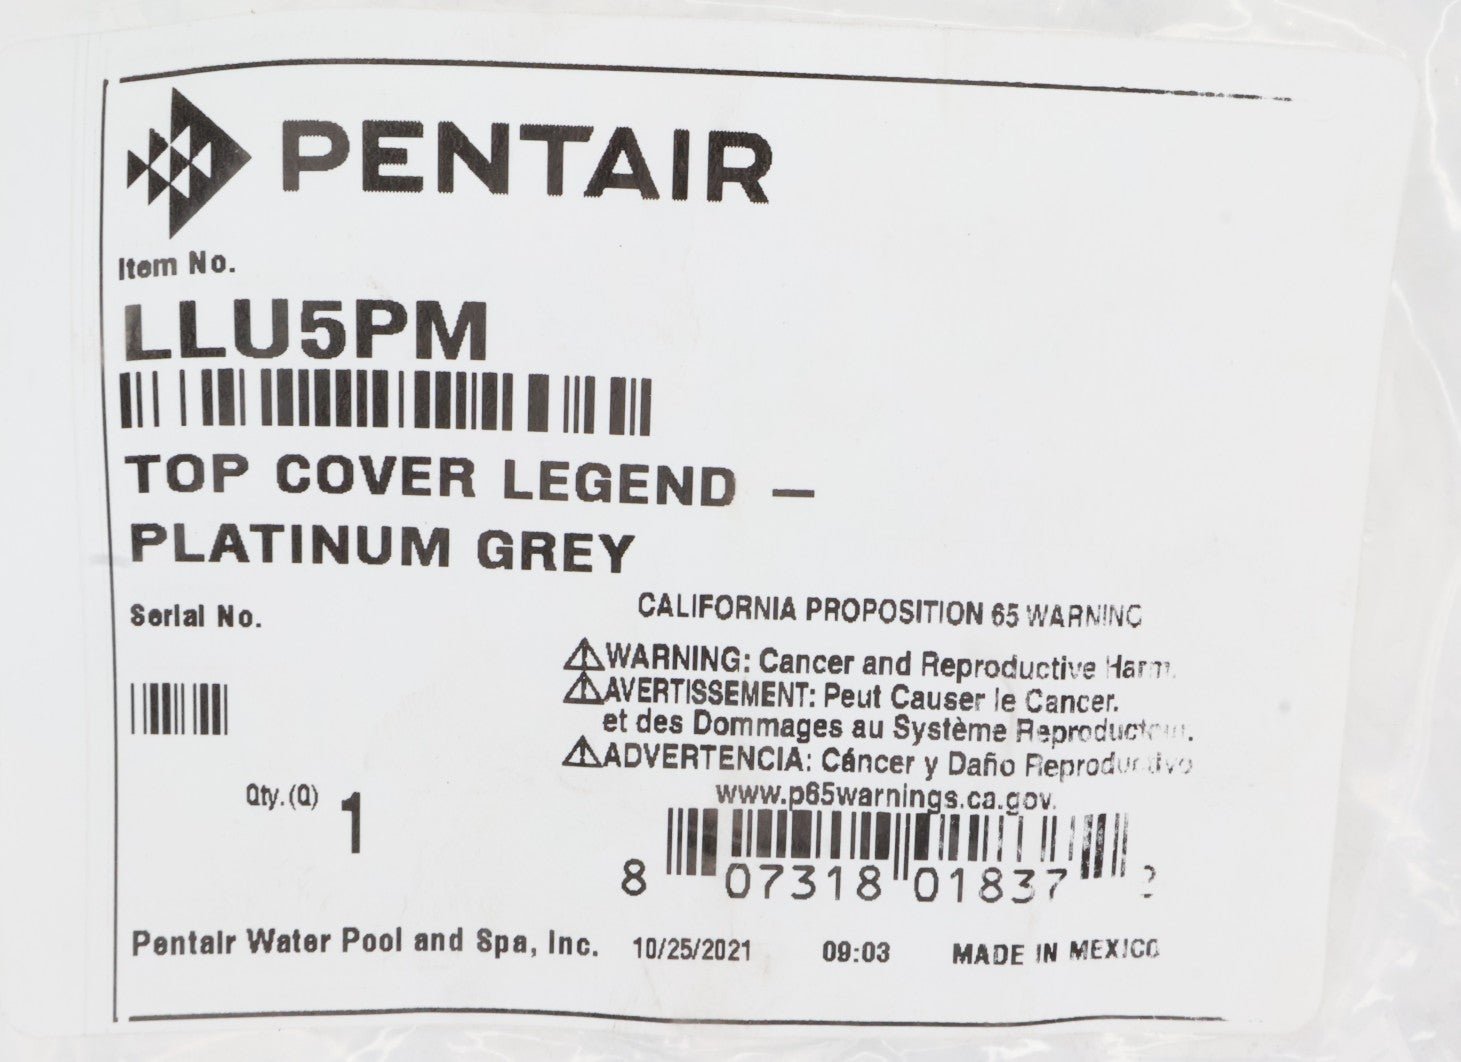 PENTAIR
Item No.
LLU5PM
TOP COVER LEGEND –
PLATINUM GREY
Serial No.
CALIFORNIA PROPOSITION 65 WARNING
⚠WARNING: Cancer and Reproductive Harm.
⚠AVERTISSEMENT: Peut Causer le Cancer.
et des Dommages au Système Reproducteur.
⚠ADVERTENCIA: Cáncer y Daño Reproductivo
www.p65warnings.ca.gov.
Qty.(Q) 1
8 07318 01837 2
Pentair Water Pool and Spa, Inc. 10/25/2021 09:03 MADE IN MEXICO